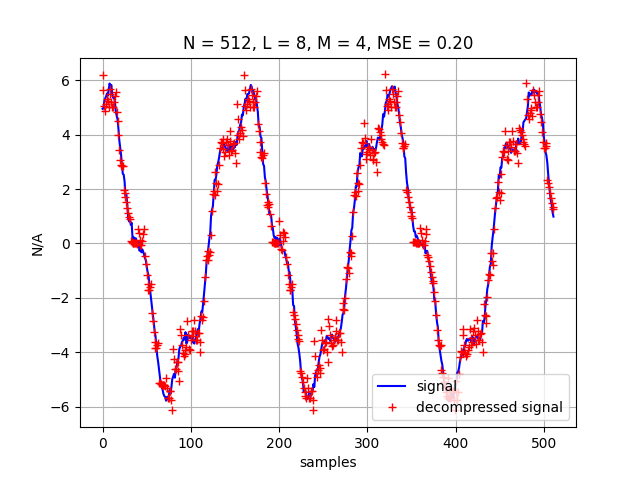 N = 512, L = 8, M = 4, MSE = 0.20
6
4
2
0
−2
−4
−6
N/A
0
100
200
300
400
500
samples
signal
decompressed signal